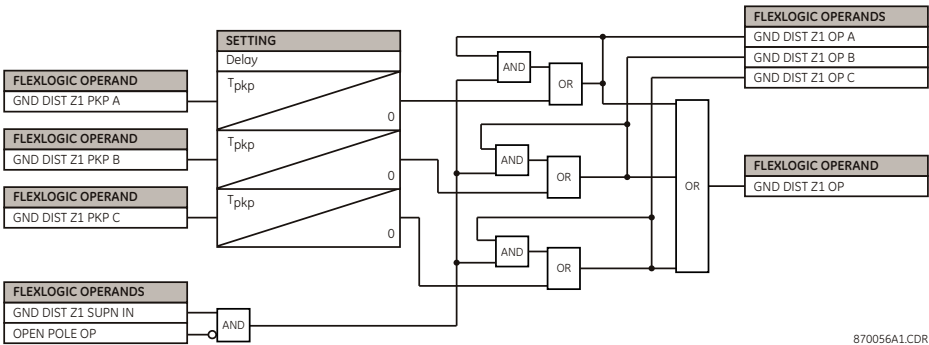 FLEXLOGIC OPERANDS
GND DIST Z1 OP A
GND DIST Z1 OP B
GND DIST Z1 OP C
SETTING
Delay
Tpkp
0
Tpkp
0
Tpkp
0
FLEXLOGIC OPERAND
GND DIST Z1 PKP A
FLEXLOGIC OPERAND
GND DIST Z1 PKP B
FLEXLOGIC OPERAND
GND DIST Z1 PKP C
AND
OR
AND
OR
AND
OR
OR
FLEXLOGIC OPERAND
GND DIST Z1 OP
FLEXLOGIC OPERANDS
GND DIST Z1 SUPN IN
OPEN POLE OP
AND
870056A1.CDR